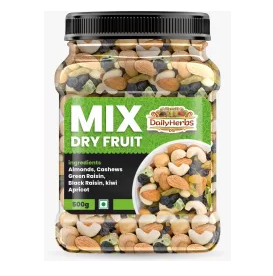 DailyHerbs
MIX
DRY FRUIT
Ingredients
Almonds, Cashews
Green Raisin,
Black Raisin, kiwi
Apricot
500g